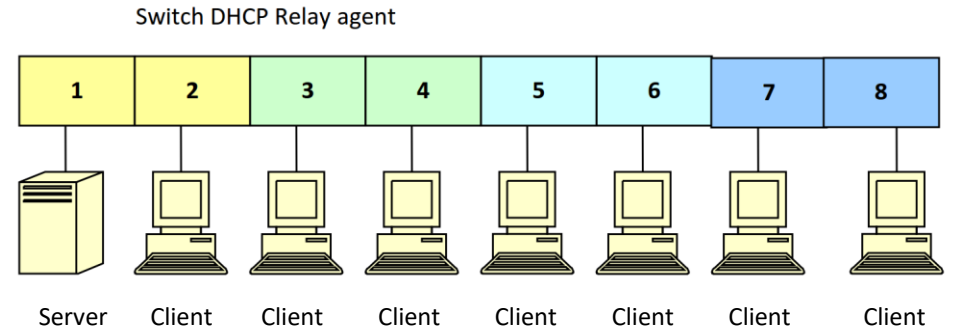 Switch DHCP Relay agent
1 2 3 4 5 6 7 8
Server Client Client Client Client Client Client Client